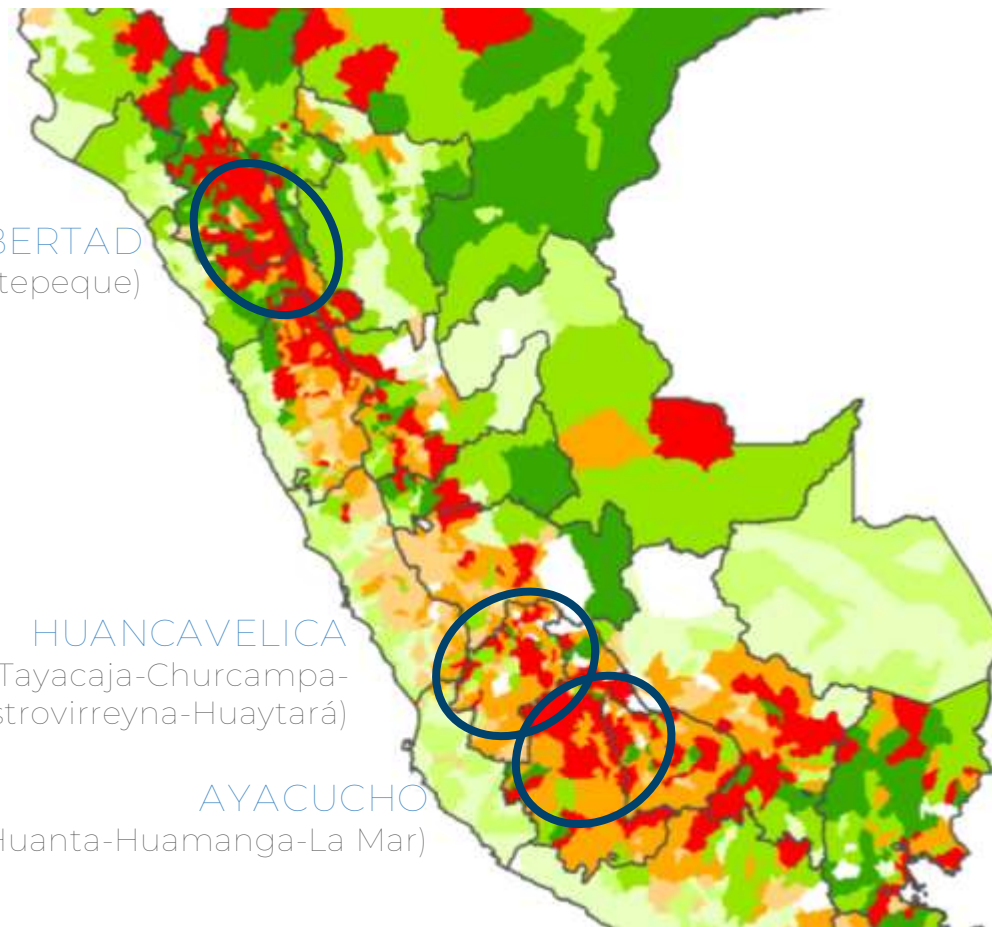 BERTAD
tepeque)
HUANCAVELICA
Tayacaja-Churcampa-
strovirreyna-Huaytará)
AYACUCHO
Huanta-Huamanga-La Mar)